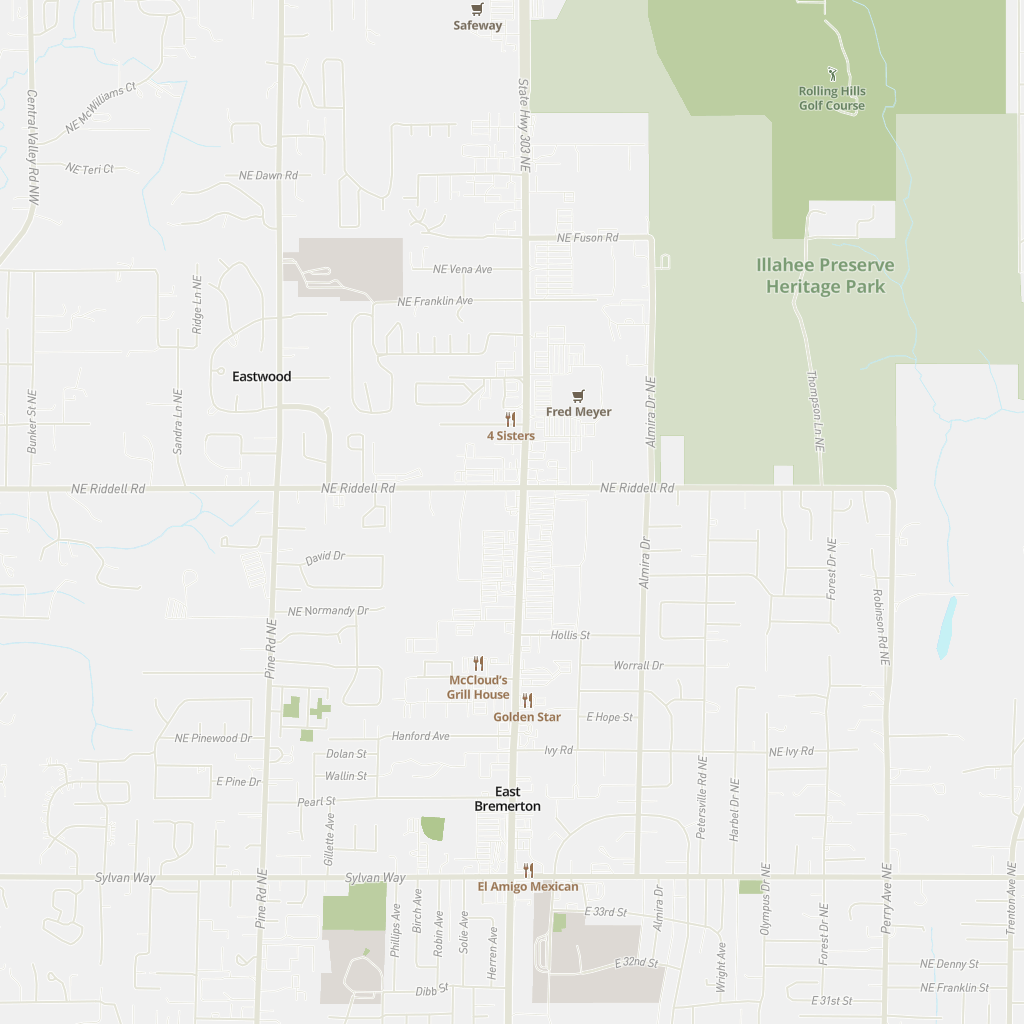 Safeway
Rolling Hills
Golf Course
Central Valley Rd NW
NE McWilliams Ct
State Hwy 303 NE
NE Teri Ct
NE Dawn Rd
NE Fuson Rd
Illahee Preserve
Heritage Park
NE Vena Ave
NE Franklin Ave
Ridge Ln NE
Eastwood
Fred Meyer
4 Sisters
Bunker St NE
Sandra Ln NE
Almira Dr NE
Thompson Ln NE
NE Riddell Rd
NE Riddell Rd
NE Riddell Rd
David Dr
Almira Dr
Forest Dr NE
NE Normandy Dr
Robinson Rd NE
Hollis St
Pine Rd NE
Worrall Dr
McCloud's
Grill House
Golden Star
E Hope St
NE Pinewood Dr
Hanford Ave
Dolan St
Ivy Rd
NE Ivy Rd
Wallin St
E Pine Dr
Pearl St
East
Bremerton
Petersville Rd NE
Harbel Dr NE
Gillette Ave
Sylvan Way
Sylvan Way
El Amigo Mexican
Pine Rd NE
Phillips Ave
Birch Ave
Robin Ave
Solie Ave
Herren Ave
E 33rd St
Almira Dr
Olympus Dr NE
Forest Dr NE
Perry Ave NE
Trenton Ave NE
E 32nd St
Wright Ave
NE Denny St
NE Franklin St
Dibb St
E 31st St